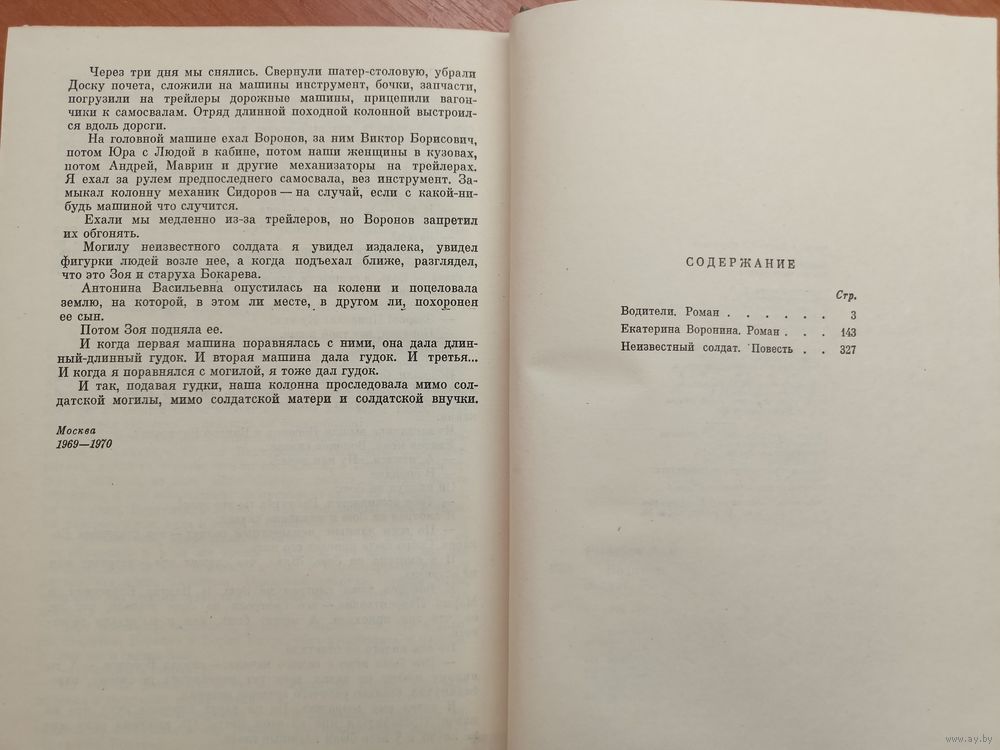 Через три дня мы снялись. Свернули шатер-столовую, убрали
Доску почета, сложили на машины инструмент, бочки, запчасти,
погрузили на трейлеры дорожные машины, прицепили вагон-
чики к самосвалам. Отряд длинной походной колонной выстроил-
ся вдоль дороги.
На головной машине ехал Воронов, за ним Виктор Борисович,
потом Юра с Людой в кабине, потом наши женщины в кузовах,
потом Андрей, Маврин и другие механизаторы на трейлерах.
Я ехал за рулем предпоследнего самосвала, вез инструмент. За-
мыкал колонну механик Сидоров — на случай, если с какой-ни-
будь машиной что случится.
Ехали мы медленно из-за трейлеров, но Воронов запретил
их обгонять.
Могилу неизвестного солдата я увидел издалека, увидел
фигурки людей возле нее, а когда подъехал ближе, разглядел,
что это Зоя и старуха Бокарева.
Антонина Васильевна опустилась на колени и поцеловала
землю, на которой, в этом ли месте, в другом ли, похоронен
ее сын.
Потом Зоя подняла ее.
И когда первая машина поравнялась с ними, она дала длин-
ный-длинный гудок. И вторая машина дала гудок. И третья...
И когда я поравнялся с могилой, я тоже дал гудок.
И так, подавая гудки, наша колонна проследовала мимо сол-
датской могилы, мимо солдатской матери и солдатской внучки.
Москва
1969—1970
СОДЕРЖАНИЕ
Стр.
Водители. Роман . . . . . . 3
Екатерина Воронина. Роман . . . 143
Неизвестный солдат. Повесть . . 327
www.ay.by